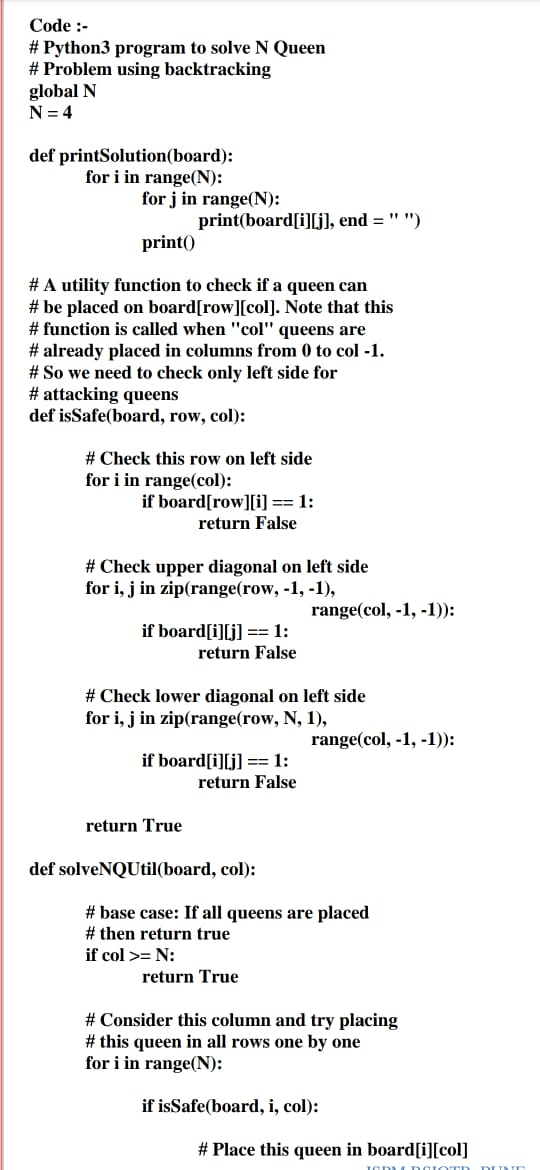 Code :-
# Python3 program to solve N Queen
# Problem using backtracking
global N
N = 4
def printSolution(board):
for i in range(N):
for j in range(N):
print(board[i][j], end = " ")
print()
# A utility function to check if a queen can
# be placed on board[row][col]. Note that this
# function is called when "col" queens are
# already placed in columns from 0 to col -1.
# So we need to check only left side for
# attacking queens
def isSafe(board, row, col):
# Check this row on left side
for i in range(col):
if board[row][i] == 1:
return False
# Check upper diagonal on left side
for i, j in zip(range(row, -1, -1),
range(col, -1, -1)):
if board[i][j] == 1:
return False
# Check lower diagonal on left side
for i, j in zip(range(row, N, 1),
range(col, -1, -1)):
if board[i][j] == 1:
return False
return True
def solveNQUtil(board, col):
# base case: If all queens are placed
# then return true
if col >= N:
return True
# Consider this column and try placing
# this queen in all rows one by one
for i in range(N):
if isSafe(board, i, col):
# Place this queen in board[i][col]